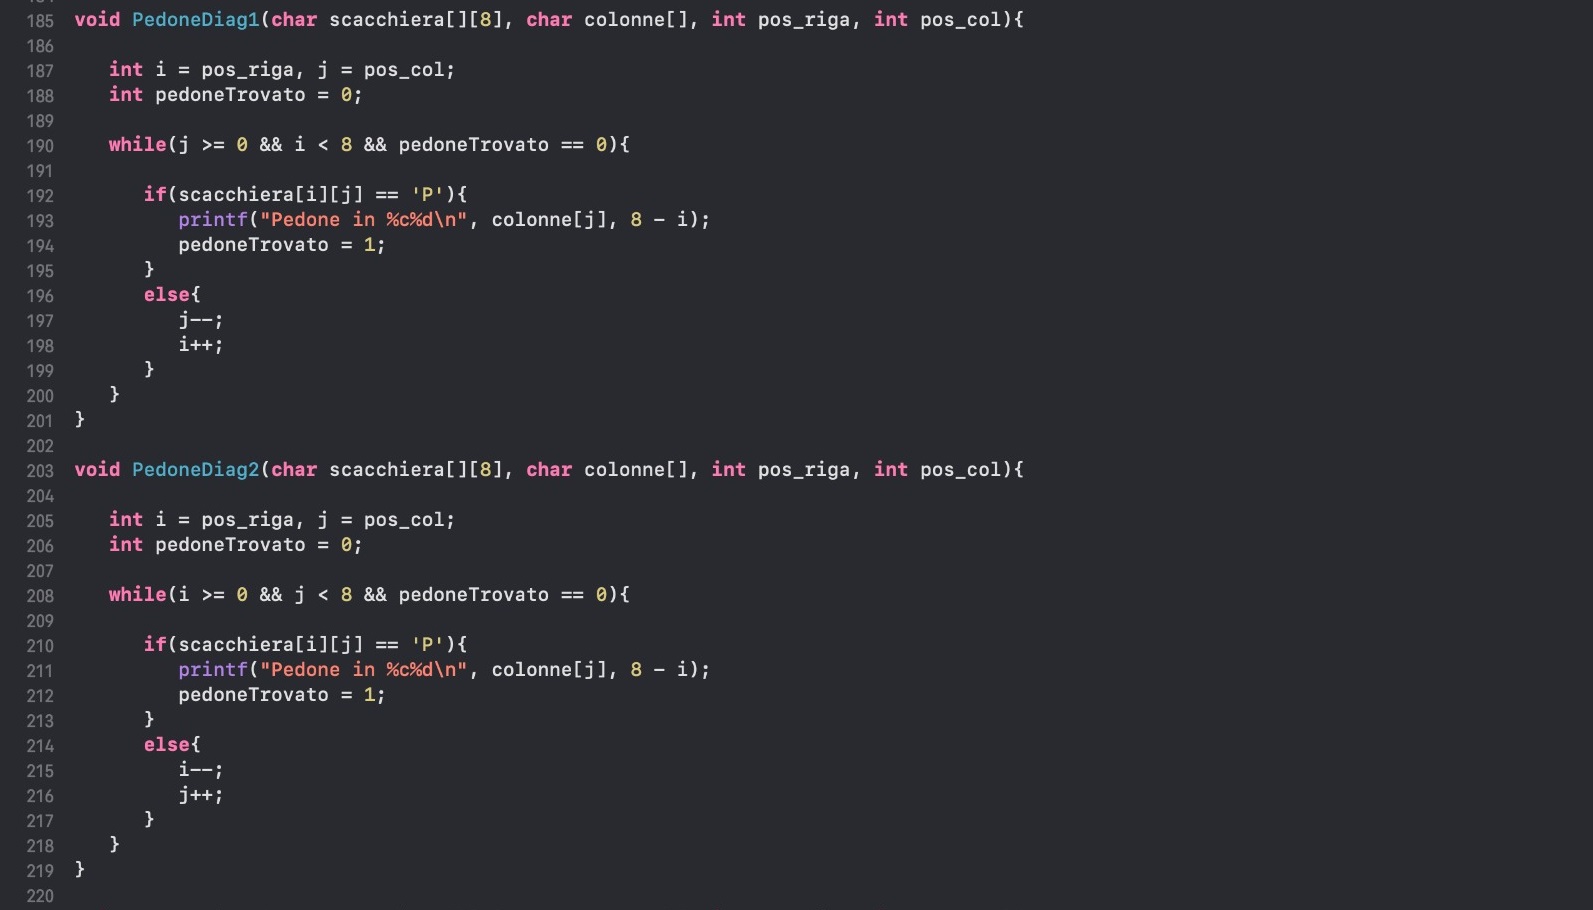 185 void PedoneDiag1(char scacchiera[][8], char colonne[], int pos_riga, int pos_col){
186
187    int i = pos_riga, j = pos_col;
188    int pedoneTrovato = 0;
189
190    while(j >= 0 && i < 8 && pedoneTrovato == 0){
191
192       if(scacchiera[i][j] == 'P'){
193          printf("Pedone in %c%d\n", colonne[j], 8 - i);
194          pedoneTrovato = 1;
195       }
196       else{
197          j--;
198          i++;
199       }
200    }
201 }
202
203 void PedoneDiag2(char scacchiera[][8], char colonne[], int pos_riga, int pos_col){
204
205    int i = pos_riga, j = pos_col;
206    int pedoneTrovato = 0;
207
208    while(i >= 0 && j < 8 && pedoneTrovato == 0){
209
210       if(scacchiera[i][j] == 'P'){
211          printf("Pedone in %c%d\n", colonne[j], 8 - i);
212          pedoneTrovato = 1;
213       }
214       else{
215          i--;
216          j++;
217       }
218    }
219 }
220